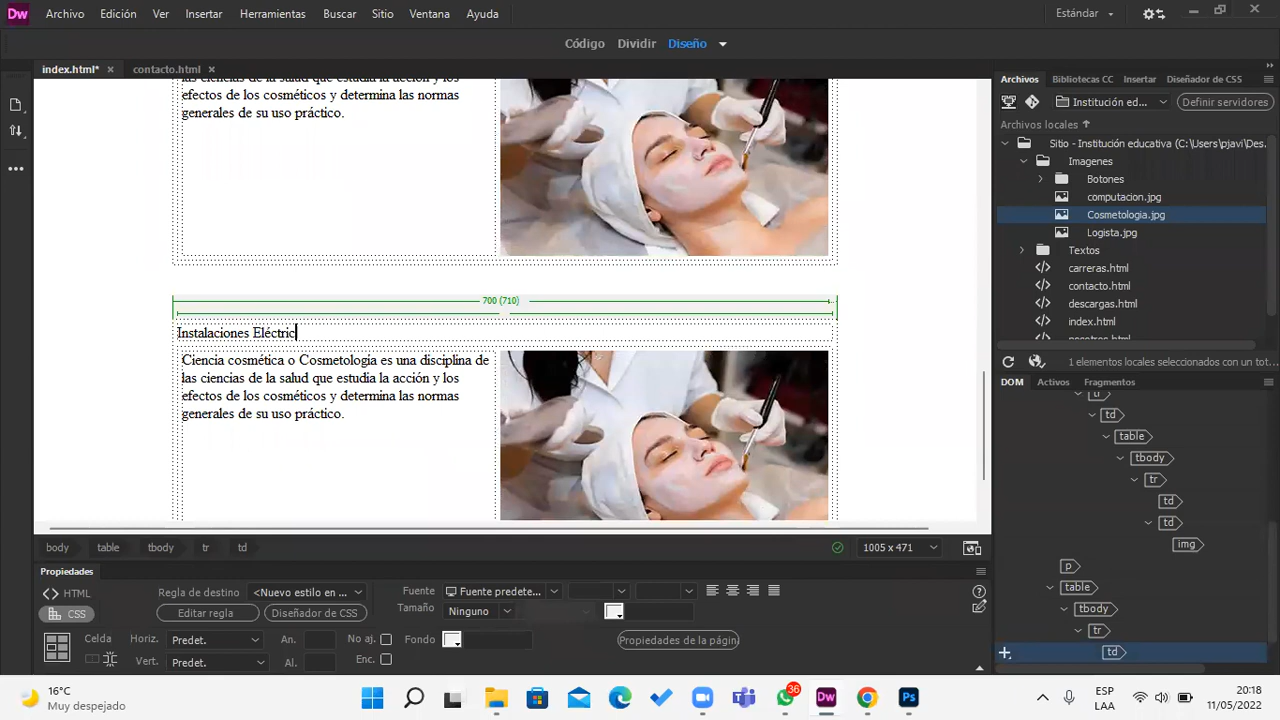 Dw Archivo Edición Ver Insertar Herramientas Buscar Sitio Ventana Ayuda Estándar
Código Dividir Diseño
index.html* contacto.html
las ciencias de la salud que estudia la acción y los
efectos de los cosméticos y determina las normas
generales de su uso práctico.
700 (710)
Instalaciones Eléctric
Ciencia cosmética o Cosmetología es una disciplina de
las ciencias de la salud que estudia la acción y los
efectos de los cosméticos y determina las normas
generales de su uso práctico.
Archivos Bibliotecas CC Insertar Diseñador de CSS
Institución ed... Definir servidores
Archivos locales
Sitio - Institución educativa (C:\Users\pjavi\Des...
Imagenes
Botones
computacion.jpg
Cosmetologia.jpg
Logista.jpg
Textos
carreras.html
contacto.html
descargas.html
index.html
1 elementos locales seleccionados con un tot...
DOM Activos Fragmentos
tr
td
table
tbody
tr
td
td
img
p
table
tbody
tr
td
body table tbody tr td 1005 x 471
Propiedades
HTML Regla de destino <Nuevo estilo en ... Fuente Fuente predete...
CSS Editar regla Diseñador de CSS Tamaño Ninguno
Celda Horiz. Predet. An. No aj. Fondo Propiedades de la págin
Vert. Predet. Al. Enc.
16°C
Muy despejado
36
Dw
Ps
ESP
LAA
20:18
11/05/2022